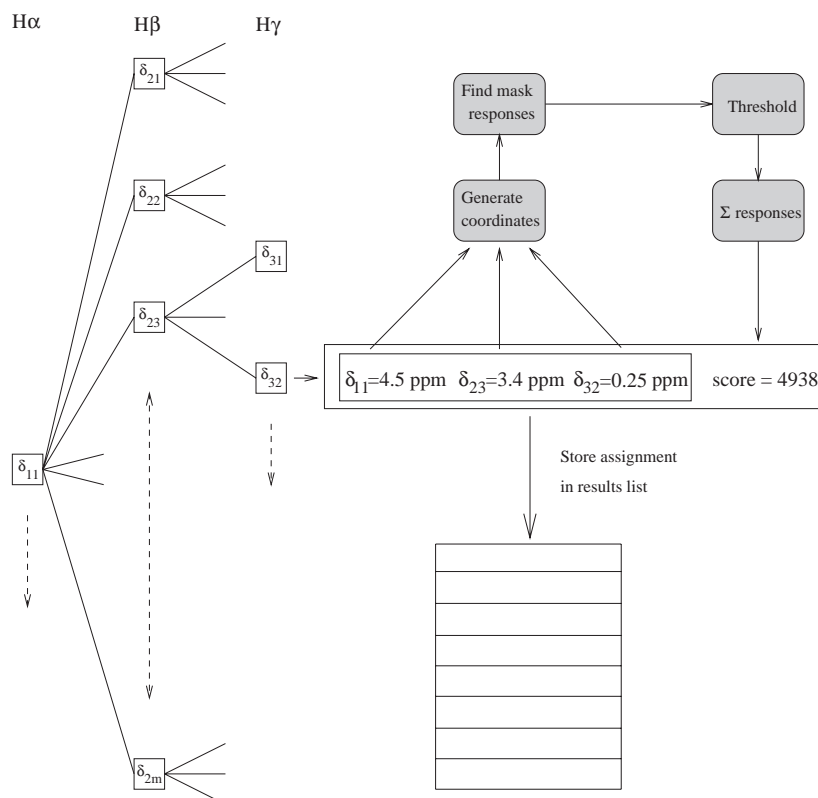 Hα Hβ Hγ
δ21
δ22
δ23
δ2m
δ11
δ31
δ32
Find mask
responses
Threshold
Generate
coordinates
Σ responses
δ11=4.5 ppm δ23=3.4 ppm δ32=0.25 ppm score = 4938
Store assignment
in results list